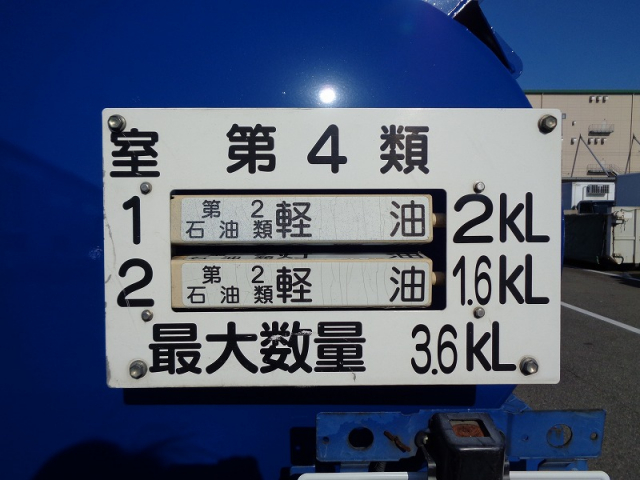 室 第4類
1 第2石油類 軽油 2KL
2 第2石油類 軽油 1.6KL
最大数量 3.6KL